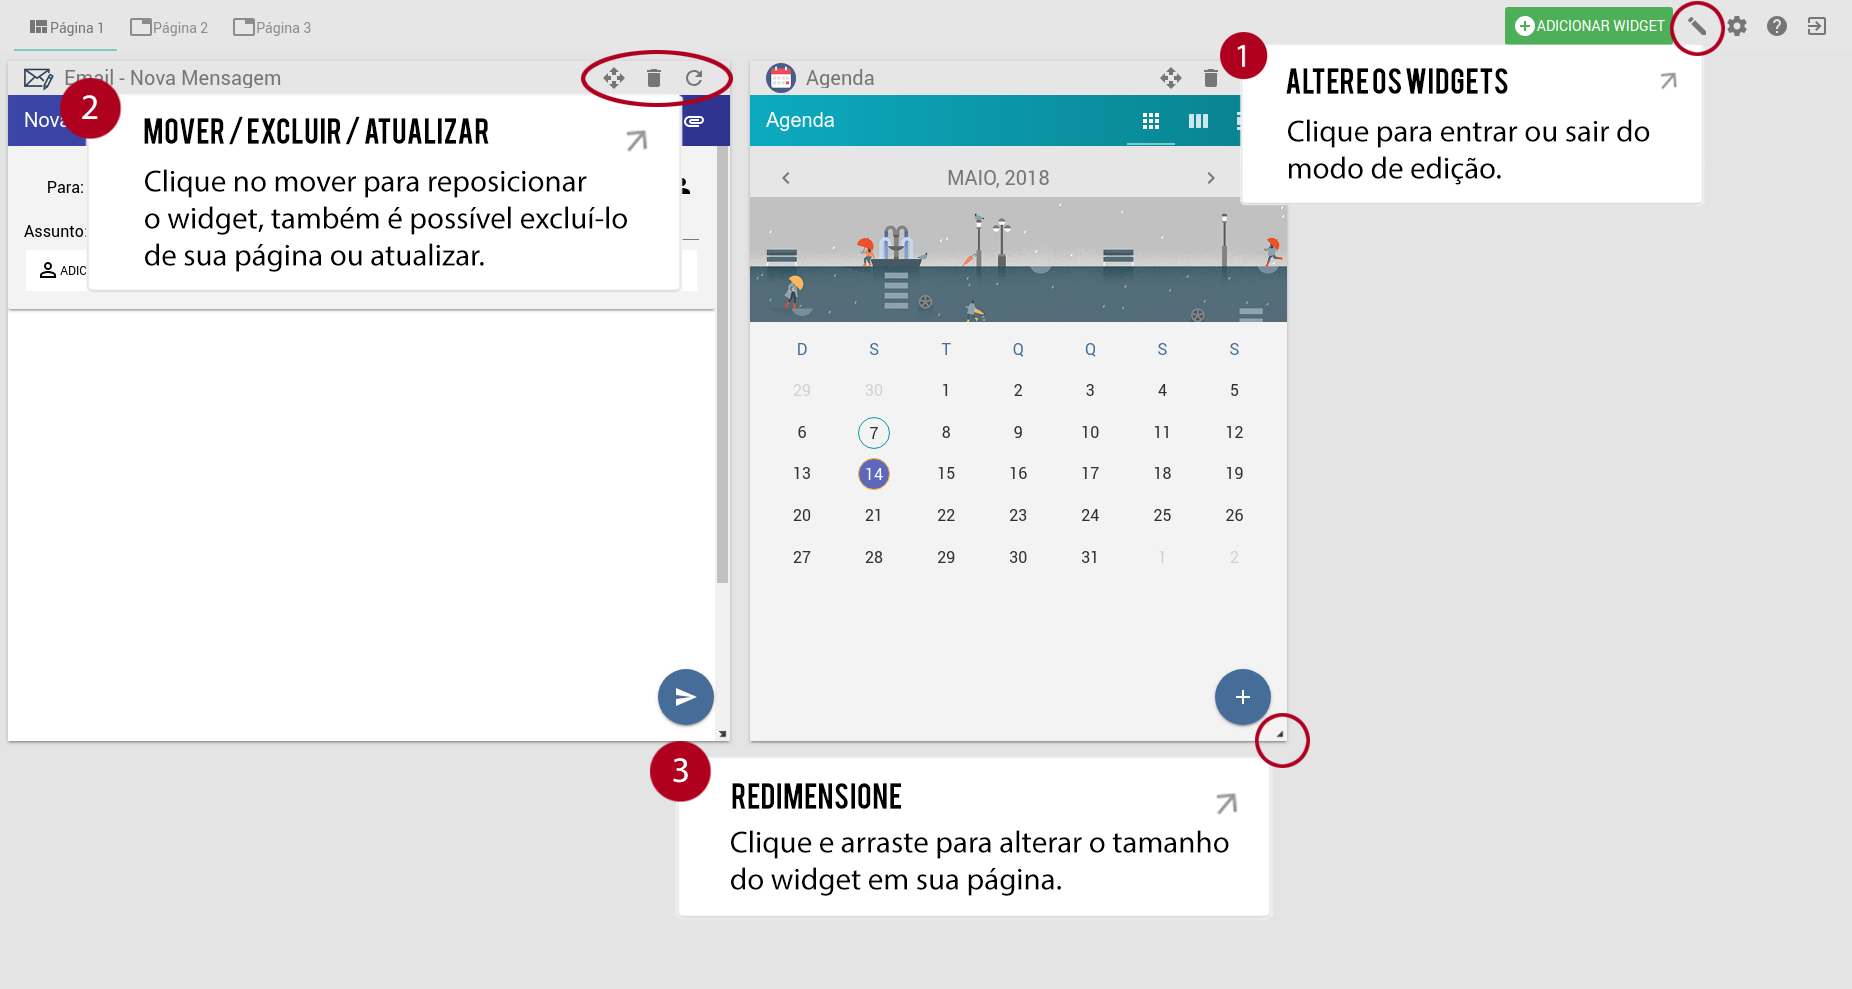 Página 1 Página 2 Página 3
ADICIONAR WIDGET
1
ALTERE OS WIDGETS
Clique para entrar ou sair do
modo de edição.
Email - Nova Mensagem
2
MOVER / EXCLUIR / ATUALIZAR
Clique no mover para reposicionar
o widget, também é possível excluí-lo
de sua página ou atualizar.
Para:
Assunto:
Agenda
Agenda
MAIO, 2018
D S T Q Q S S
29 30 1 2 3 4 5
6 7 8 9 10 11 12
13 14 15 16 17 18 19
20 21 22 23 24 25 26
27 28 29 30 31 1 2
3
REDIMENSIONE
Clique e arraste para alterar o tamanho
do widget em sua página.